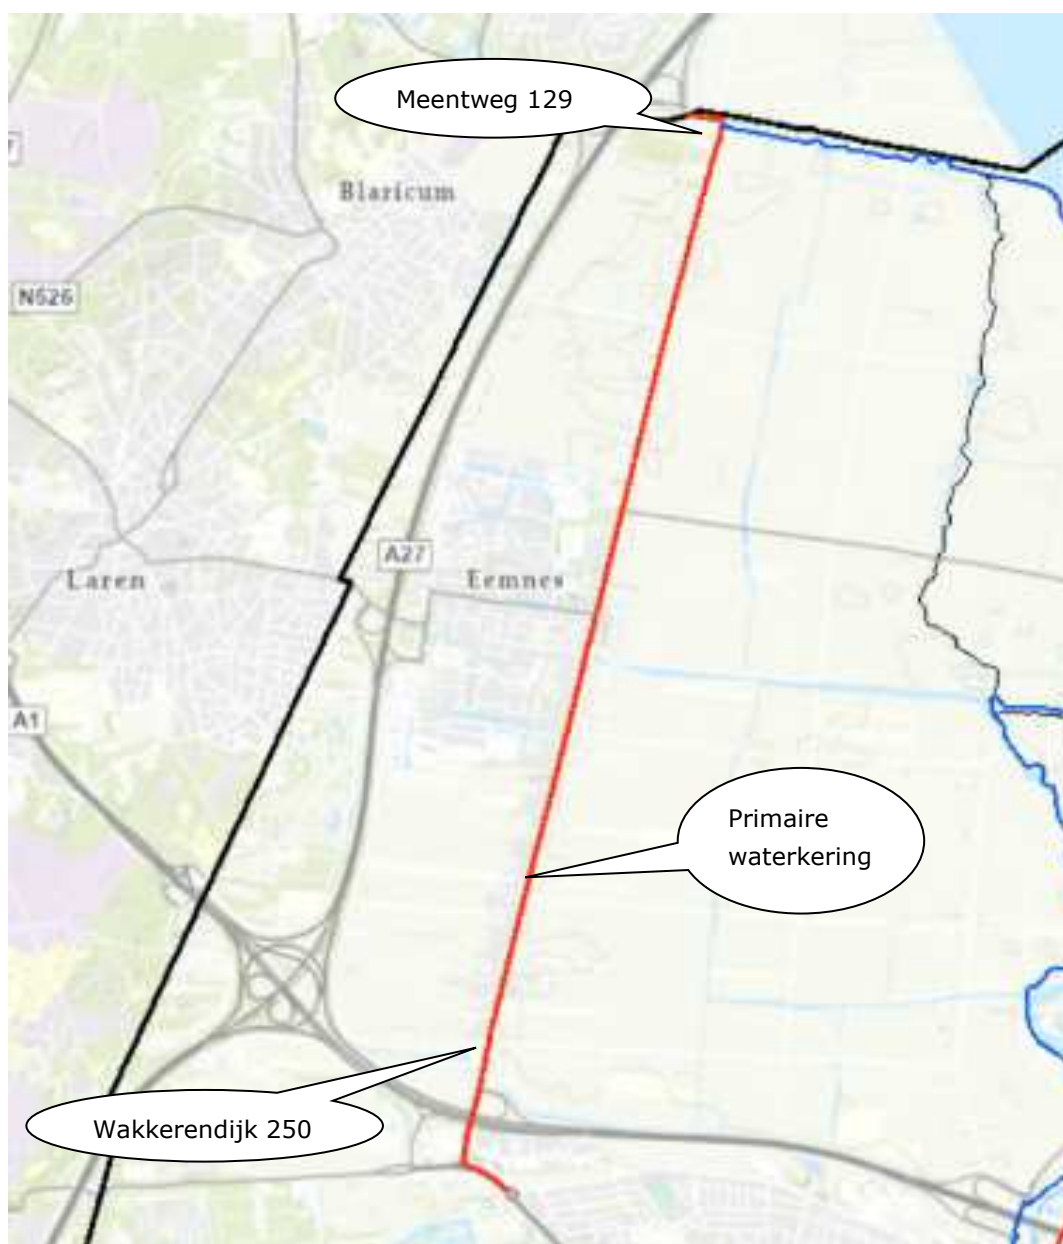 Meentweg 129
Blaricum
N526
A27
Laren
Eemnes
A1
Primaire
waterkering
Wakkerendijk 250